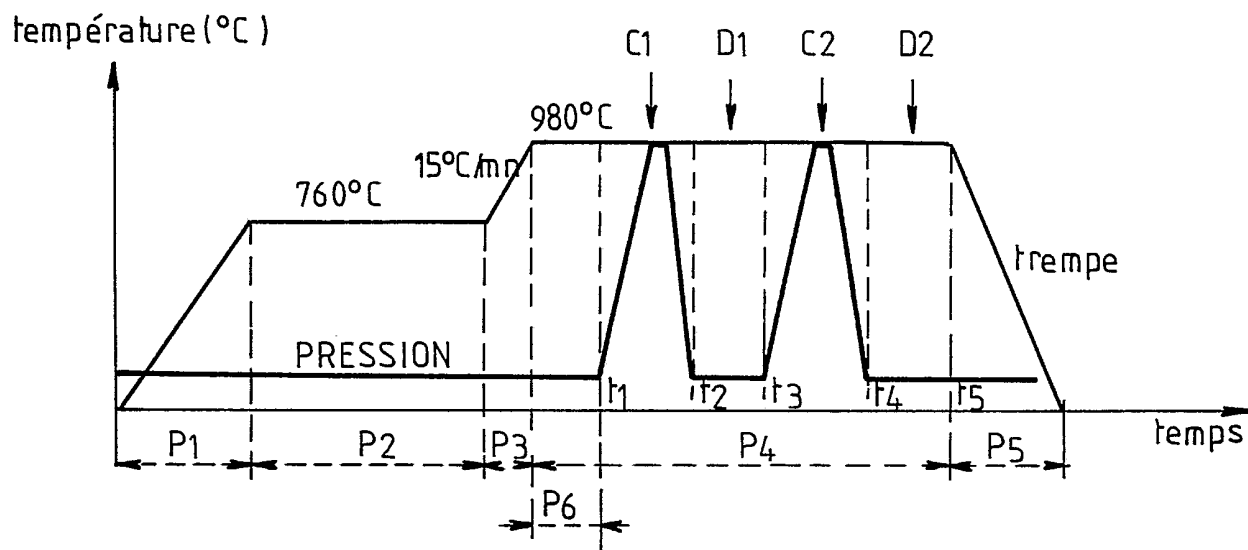 température (°C)
C1 D1 C2 D2
980°C
15°C/mn
760°C
trempe
PRESSION
t1 t2 t3 t4 t5
temps
P1 P2 P3 P4 P5
P6